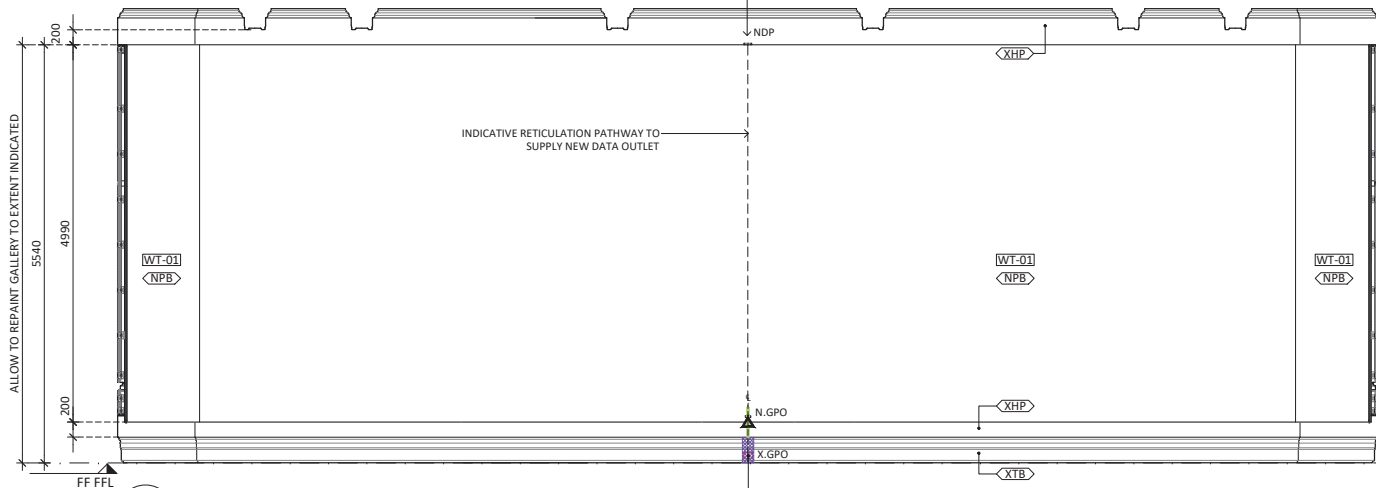 200
NDP
XHP
INDICATIVE RETICULATION PATHWAY TO
SUPPLY NEW DATA OUTLET
ALLOW TO REPAINT GALLERY TO EXTENT INDICATED
5540
4990
WT-01
NPB
WT-01
NPB
WT-01
NPB
200
N.GPO
XHP
X.GPO
XTB
FF FFL